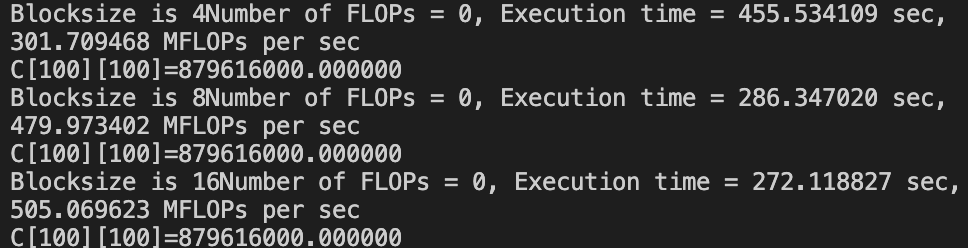 Blocksize is 4Number of FLOPs = 0, Execution time = 455.534109 sec,
301.709468 MFLOPs per sec
C[100][100]=879616000.000000
Blocksize is 8Number of FLOPs = 0, Execution time = 286.347020 sec,
479.973402 MFLOPs per sec
C[100][100]=879616000.000000
Blocksize is 16Number of FLOPs = 0, Execution time = 272.118827 sec,
505.069623 MFLOPs per sec
C[100][100]=879616000.000000